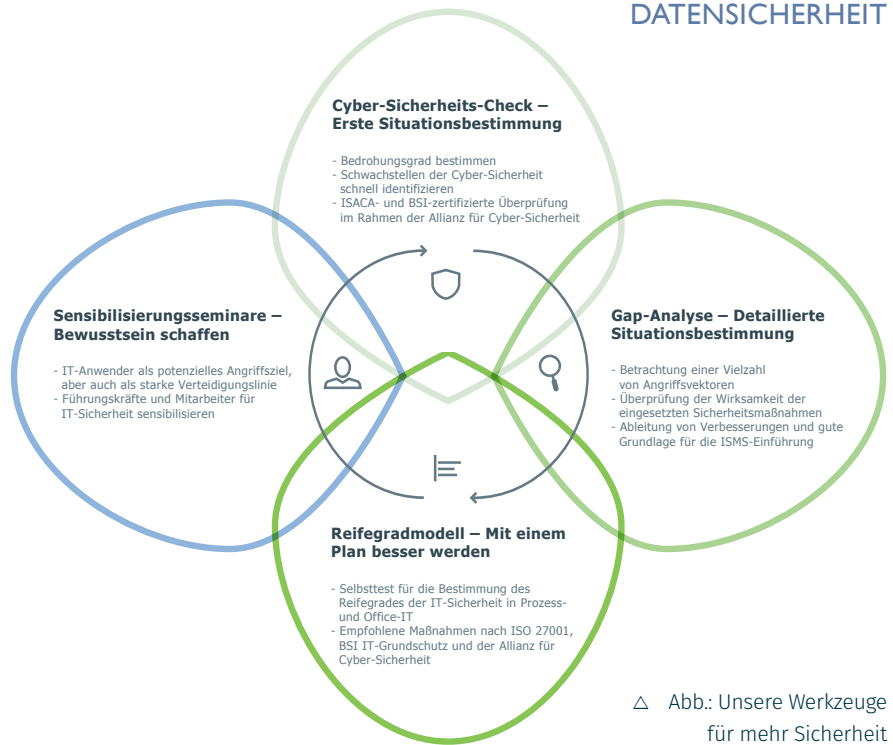 DATENSICHERHEIT
Cyber-Sicherheits-Check –
Erste Situationsbestimmung
- Bedrohungsgrad bestimmen
- Schwachstellen der Cyber-Sicherheit
schnell identifizieren
- ISACA- und BSI-zertifizierte Überprüfung
im Rahmen der Allianz für Cyber-Sicherheit
Sensibilisierungsseminare –
Bewusstsein schaffen
- IT-Anwender als potenzielles Angriffsziel,
aber auch als starke Verteidigungslinie
- Führungskräfte und Mitarbeiter für
IT-Sicherheit sensibilisieren
Gap-Analyse – Detaillierte
Situationsbestimmung
- Betrachtung einer Vielzahl
von Angriffsvektoren
- Überprüfung der Wirksamkeit der
eingesetzten Sicherheitsmaßnahmen
- Ableitung von Verbesserungen und gute
Grundlage für die ISMS-Einführung
Reifegradmodell – Mit einem
Plan besser werden
- Selbsttest für die Bestimmung des
Reifegrades der IT-Sicherheit in Prozess-
und Office-IT
- Empfohlene Maßnahmen nach ISO 27001,
BSI IT-Grundschutz und der Allianz für
Cyber-Sicherheit
△ Abb.: Unsere Werkzeuge
für mehr Sicherheit